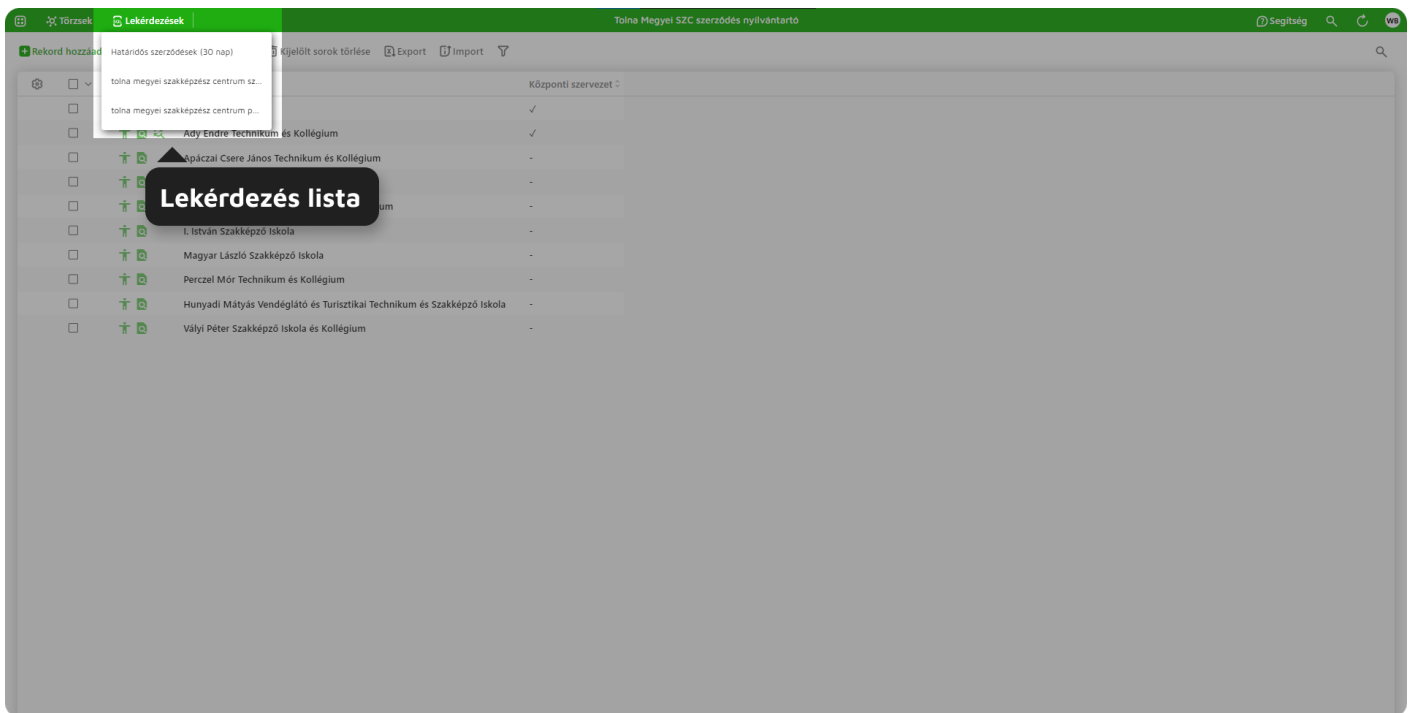 Törzsek Lekérdezések Tolna Megyei SZC szerződés nyilvántartó Segítség WB
Rekord hozzáad Kijelölt sorok törlése Export Import
Határidős szerződések (30 nap)
tolna megyei szakképzész centrum sz...
tolna megyei szakképzész centrum p...
Központi szervezet
✓
Ady Endre Technikum és Kollégium ✓
Apáczai Csere János Technikum és Kollégium -
-
um -
I. István Szakképző Iskola -
Magyar László Szakképző Iskola -
Perczel Mór Technikum és Kollégium -
Hunyadi Mátyás Vendéglátó és Turisztikai Technikum és Szakképző Iskola -
Vályi Péter Szakképző Iskola és Kollégium -
Lekérdezés lista